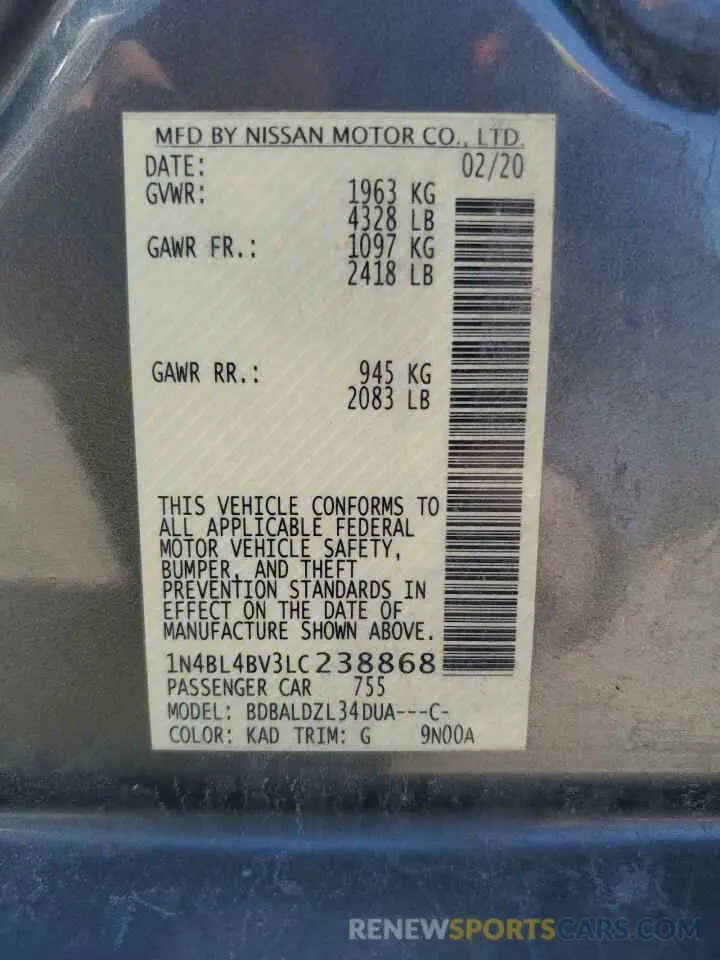 MFD BY NISSAN MOTOR CO., LTD.
DATE: 02/20
GVWR: 1963 KG
4328 LB
GAWR FR.: 1097 KG
2418 LB
GAWR RR.: 945 KG
2083 LB
THIS VEHICLE CONFORMS TO
ALL APPLICABLE FEDERAL
MOTOR VEHICLE SAFETY,
BUMPER, AND THEFT
PREVENTION STANDARDS IN
EFFECT ON THE DATE OF
MANUFACTURE SHOWN ABOVE.
1N4BL4BV3LC238868
PASSENGER CAR 755
MODEL: BDBALDZL34DUA---C-
COLOR: KAD TRIM: G 9N00A
RENEWSPORTSCARS.COM